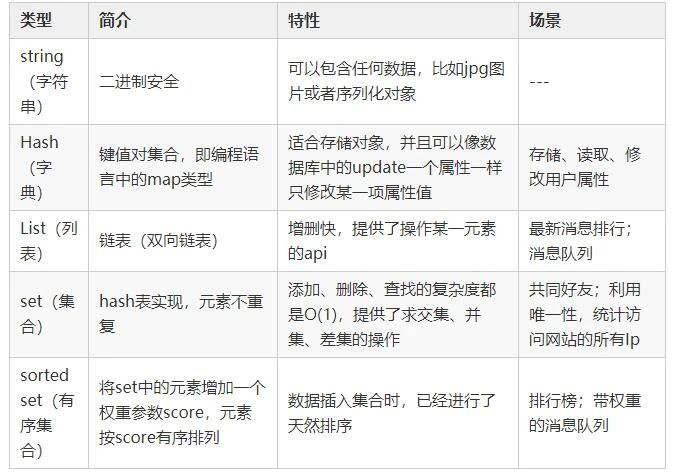 类型
简介
特性
场景
string
（字符
串）
二进制安全
可以包含任何数据，比如jpg图
片或者序列化对象
---
Hash
（字
典）
键值对集合，即编程语
言中的map类型
适合存储对象，并且可以像数
据库中的update一个属性一样
只修改某一项属性值
存储、读取、修
改用户属性
List（列
表）
链表（双向链表）
增删快，提供了操作某一元素
的api
最新消息排行；
消息队列
set（集
合）
hash表实现，元素不重
复
添加、删除、查找的复杂度都
是O(1)，提供了求交集、并
集、差集的操作
共同好友；利用
唯一性，统计访
问网站的所有Ip
sorted
set（有
序集
合）
将set中的元素增加一个
权重参数score，元素
按score有序排列
数据插入集合时，已经进行了
天然排序
排行榜；带权重
的消息队列